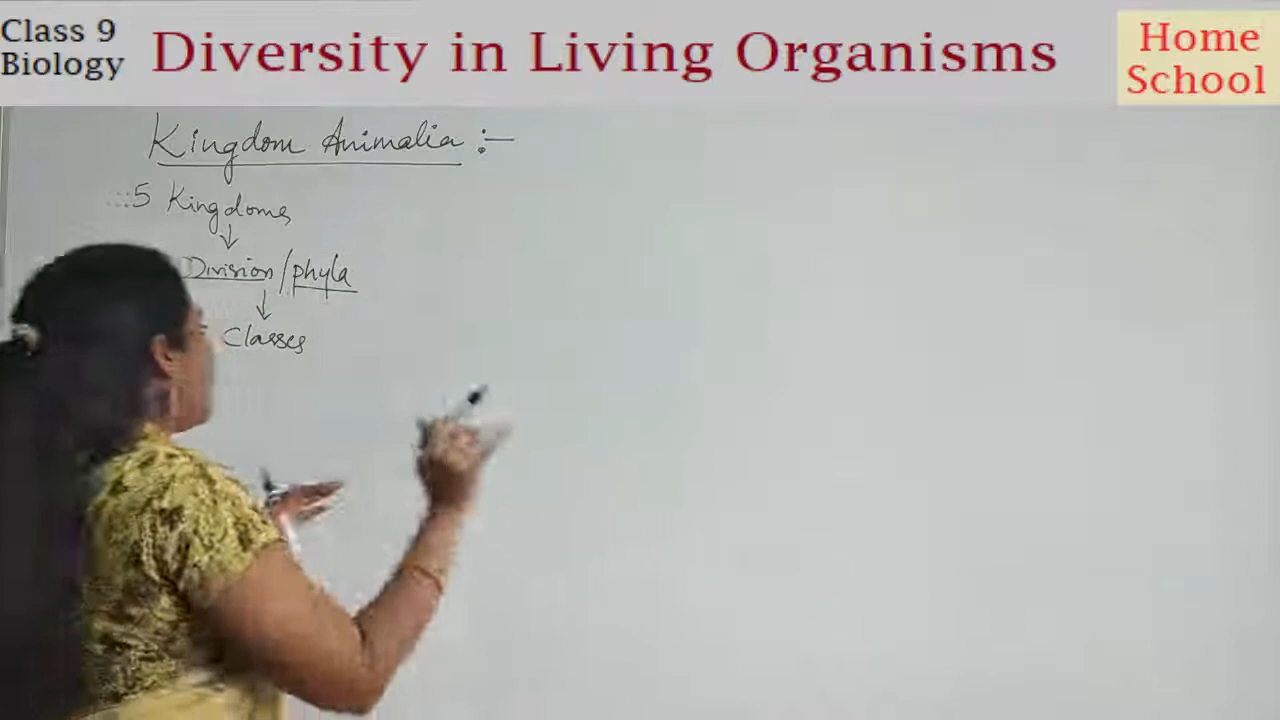 Class 9
Biology
Diversity in Living Organisms
Home
School
Kingdom Animalia :-
5 Kingdoms
↓
Division / phyla
↓
Classes